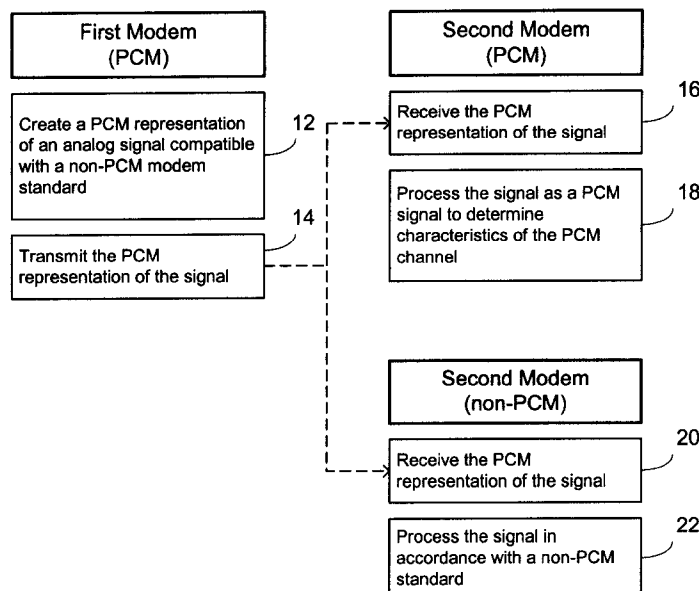 First Modem
(PCM)
Create a PCM representation
of an analog signal compatible
with a non-PCM modem
standard
12
14
Transmit the PCM
representation of the signal
Second Modem
(PCM)
16
Receive the PCM
representation of the signal
18
Process the signal as a PCM
signal to determine
characteristics of the PCM
channel
Second Modem
(non-PCM)
20
Receive the PCM
representation of the signal
22
Process the signal in
accordance with a non-PCM
standard